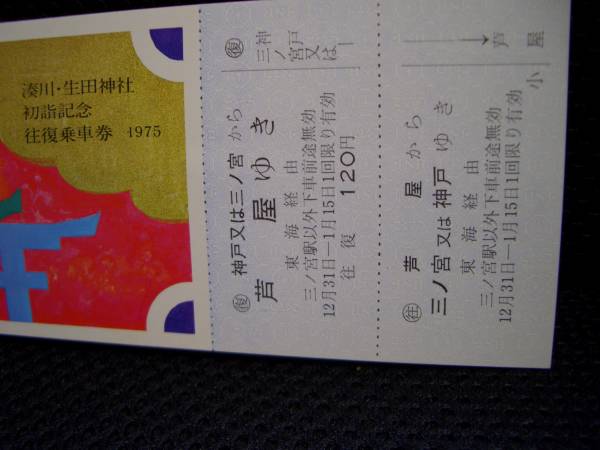 湊川・生田神社
初詣記念
往復乗車券 1975
復 神戸又は三ノ宮 から
芦屋 ゆき
東海経由
三ノ宮駅以外下車前途無効
12月31日—1月15日1回限り有効
往復 120円
復
三ノ宮
神戸
又は
往 芦屋 から
三ノ宮 又は 神戸 ゆき
東海経由
三ノ宮駅以外下車前途無効
12月31日—1月15日1回限り有効
芦屋
小